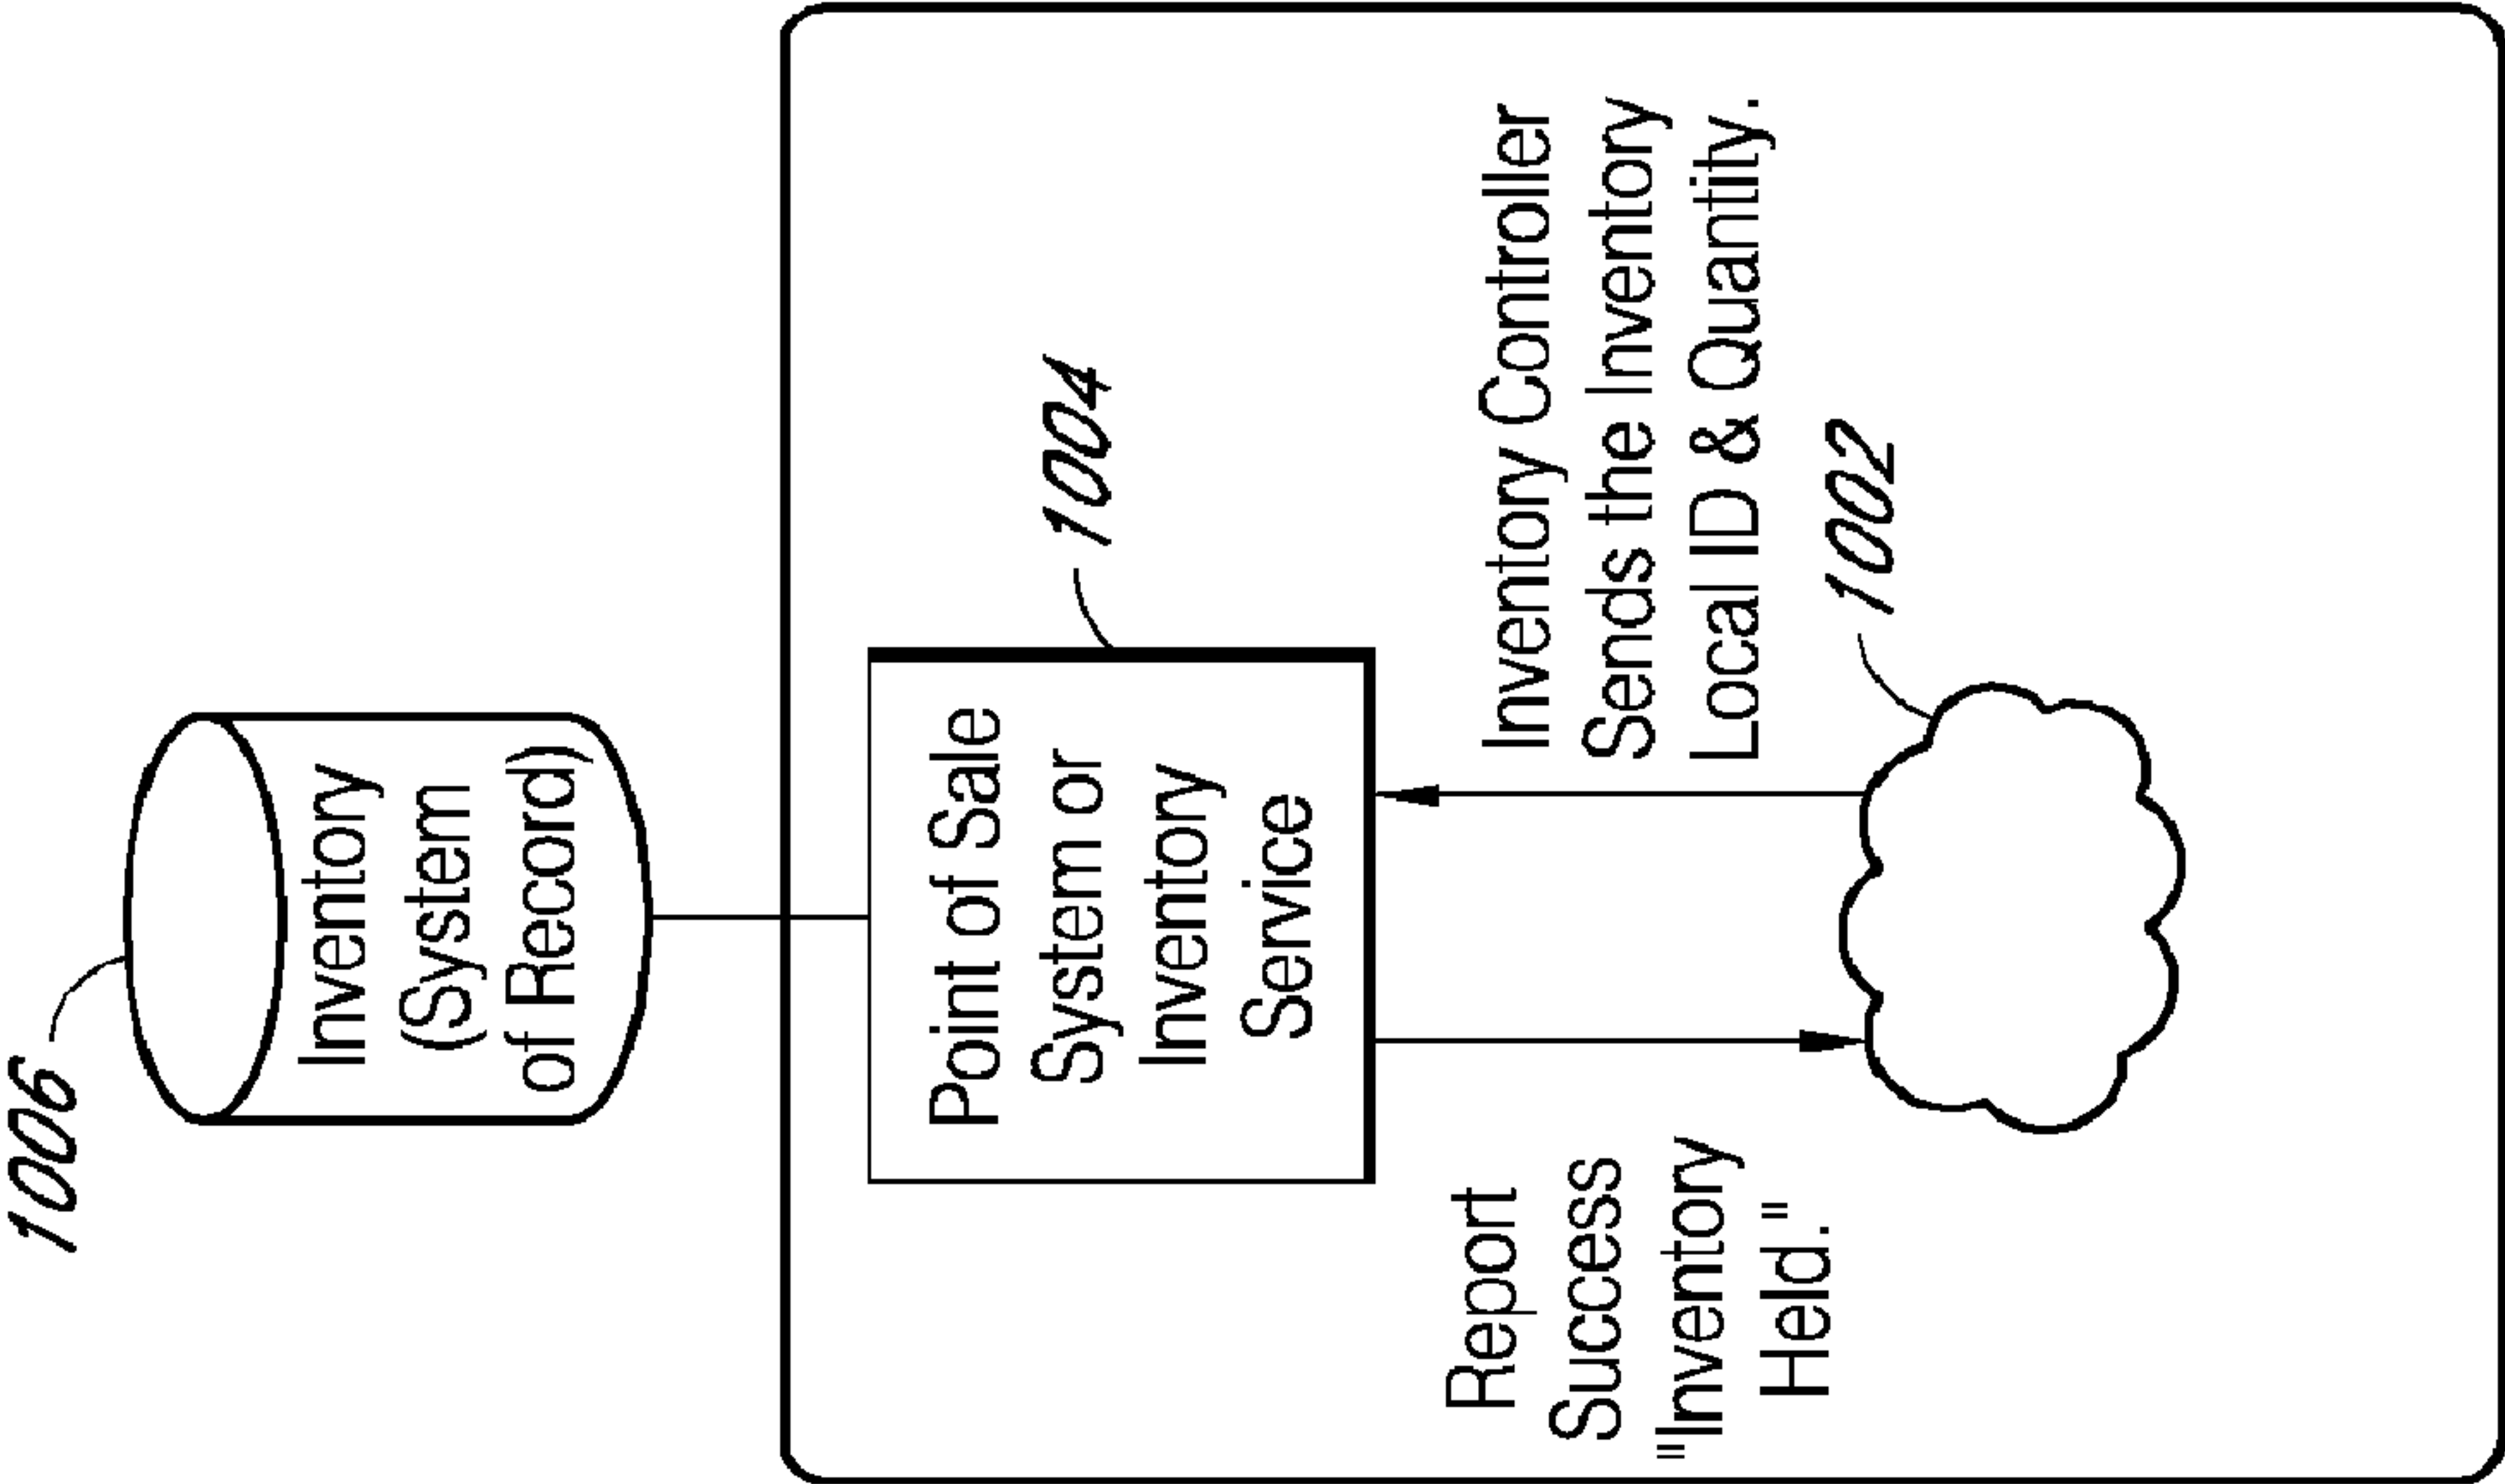 1006
Inventory
(System
of Record)
1004
Point of Sale
System or
Inventory
Service
Inventory Controller
Sends the Inventory
Local ID & Quantity.
Report
Success
"Inventory
Held."
1002